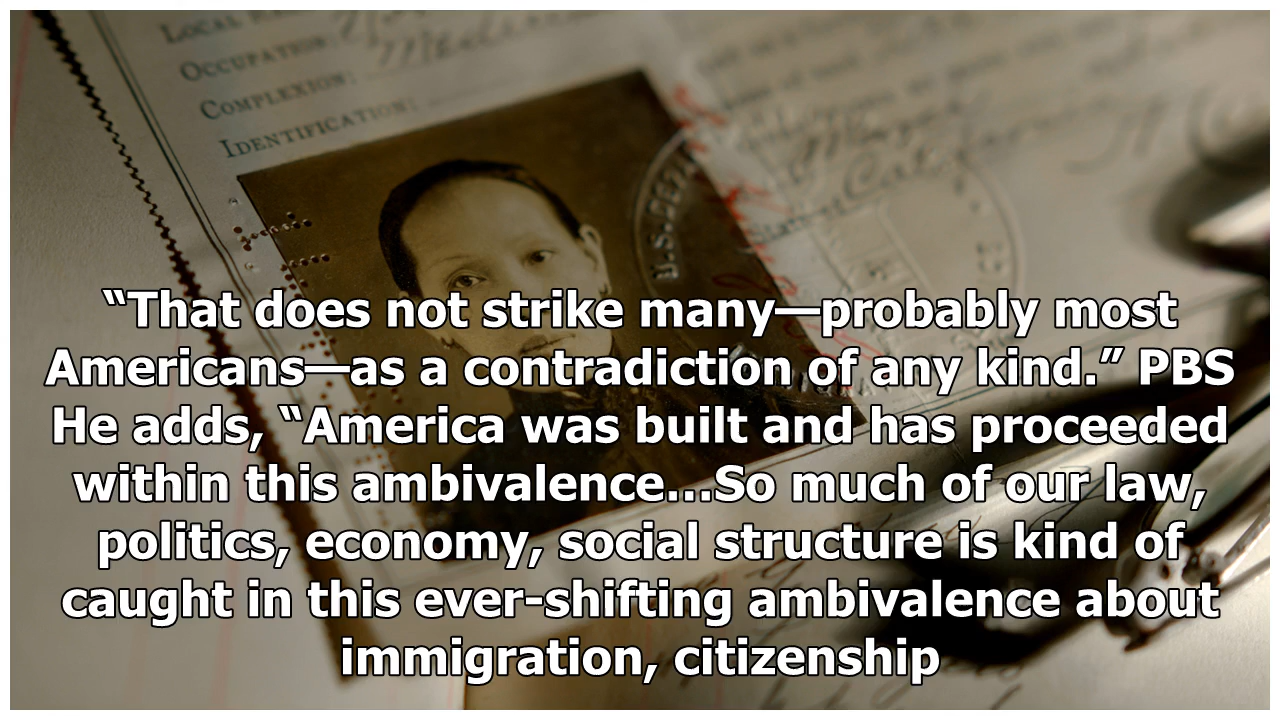 OCCUPATION:
COMPLEXION:
IDENTIFICATION:
“That does not strike many—probably most
Americans—as a contradiction of any kind.” PBS
He adds, “America was built and has proceeded
within this ambivalence...So much of our law,
politics, economy, social structure is kind of
caught in this ever-shifting ambivalence about
immigration, citizenship